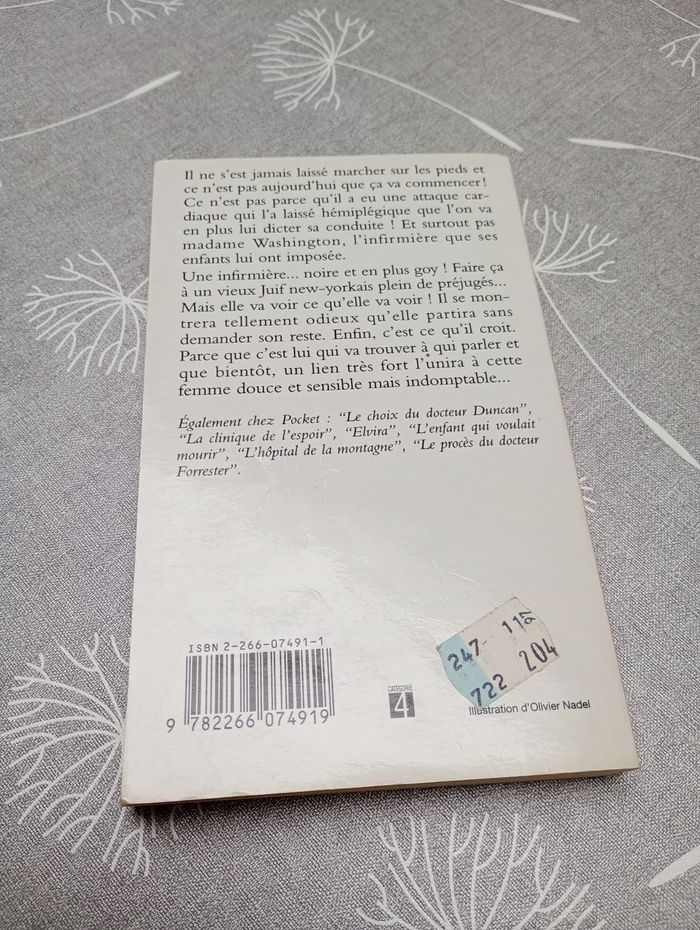 Il ne s'est jamais laissé marcher sur les pieds et
ce n'est pas aujourd'hui que ça va commencer !
Ce n'est pas parce qu'il a eu une attaque car-
diaque qui l'a laissé hémiplégique que l'on va
en plus lui dicter sa conduite ! Et surtout pas
madame Washington, l'infirmière que ses
enfants lui ont imposée.
Une infirmière... noire et en plus goy ! Faire ça
à un vieux Juif new-yorkais plein de préjugés...
Mais elle va voir ce qu'elle va voir ! Il se mon-
trera tellement odieux qu'elle partira sans
demander son reste. Enfin, c'est ce qu'il croit.
Parce que c'est lui qui va trouver à qui parler et
que bientôt, un lien très fort l'unira à cette
femme douce et sensible mais indomptable...
Également chez Pocket : “Le choix du docteur Duncan”,
“La clinique de l'espoir”, “Elvira”, “L'enfant qui voulait
mourir”, “L'hôpital de la montagne”, “Le procès du docteur
Forrester”.
ISBN 2-266-07491-1
9 782266 074919
CATÉGORIE
4
247- 112
722 204
Illustration d'Olivier Nadel